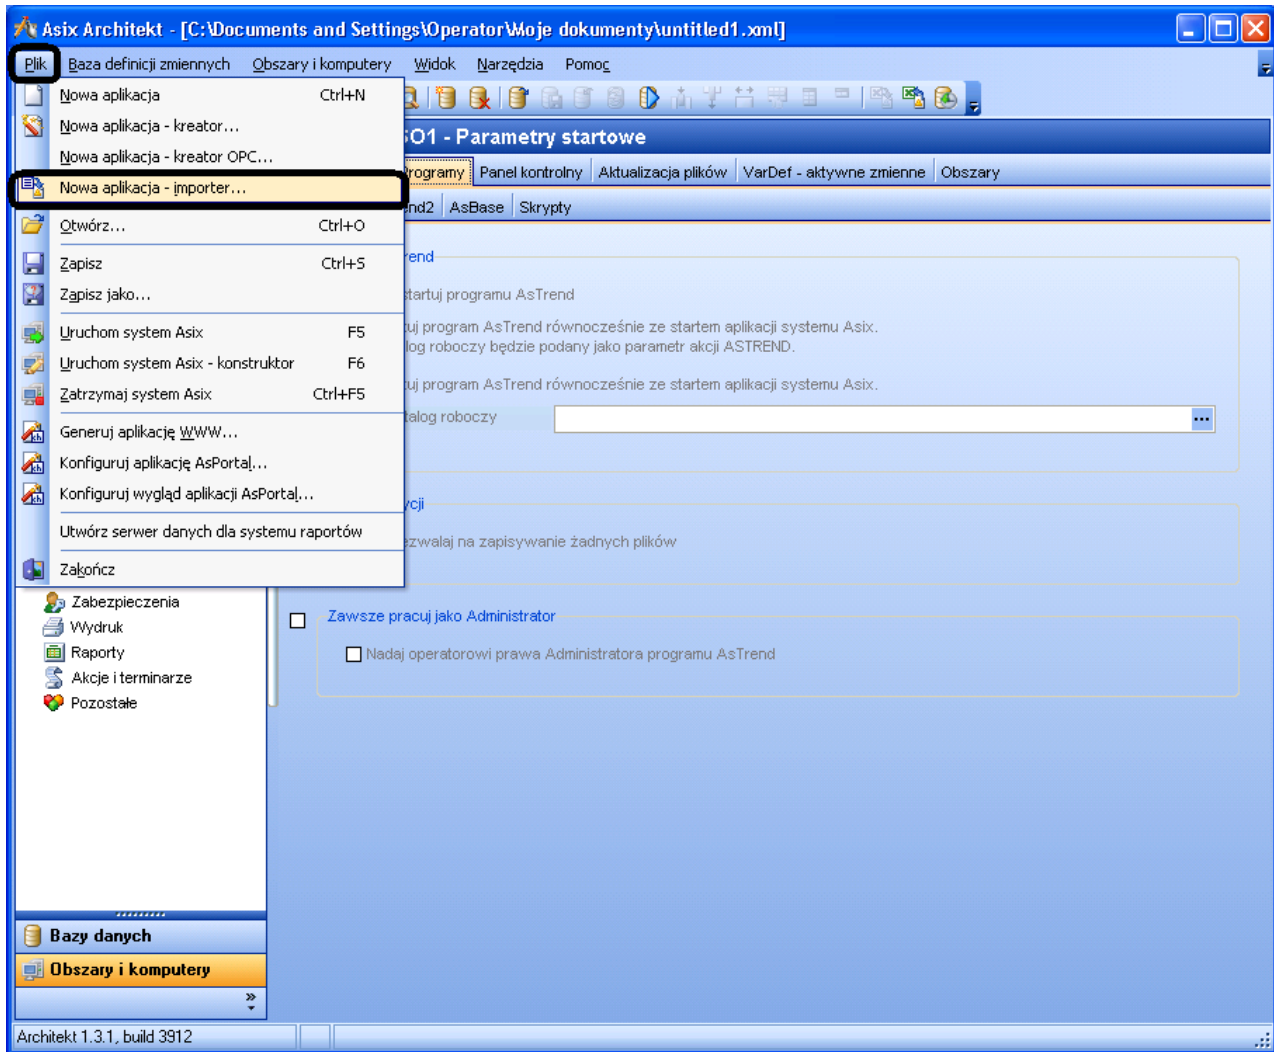 Asix Architekt - [C:\Documents and Settings\Operator\Moje dokumenty\untitled1.xml]
Plik Baza definicji zmiennych Obszary i komputery Widok Narzędzia Pomoc
Nowa aplikacja Ctrl+N
Nowa aplikacja - kreator...
Nowa aplikacja - kreator OPC...
Nowa aplikacja - importer...
Otwórz... Ctrl+O
Zapisz Ctrl+S
Zapisz jako...
Uruchom system Asix F5
Uruchom system Asix - konstruktor F6
Zatrzymaj system Asix Ctrl+F5
Generuj aplikację WWW...
Konfiguruj aplikację AsPortal...
Konfiguruj wygląd aplikacji AsPortal...
Utwórz serwer danych dla systemu raportów
Zakończ
O1 - Parametry startowe
Programy Panel kontrolny Aktualizacja plików VarDef - aktywne zmienne Obszary
nd2 AsBase Skrypty
rend
startuj programu AsTrend
uj program AsTrend równocześnie ze startem aplikacji systemu Asix.
log roboczy będzie podany jako parametr akcji ASTREND.
uj program AsTrend równocześnie ze startem aplikacji systemu Asix.
talog roboczy ...
ycji
ezwalaj na zapisywanie żadnych plików
Zawsze pracuj jako Administrator
Nadaj operatorowi prawa Administratora programu AsTrend
Zabezpieczenia
Wydruk
Raporty
Akcje i terminarze
Pozostałe
Bazy danych
Obszary i komputery
Architekt 1.3.1, build 3912